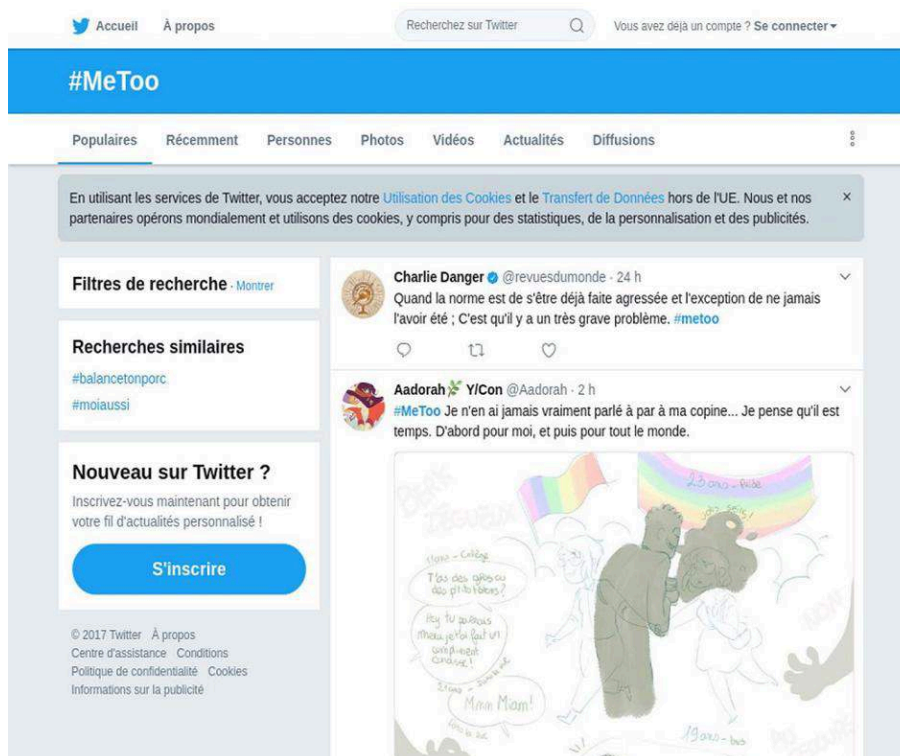 Accueil À propos
Recherchez sur Twitter
Vous avez déjà un compte ? Se connecter
#MeToo
Populaires Récemment Personnes Photos Vidéos Actualités Diffusions
En utilisant les services de Twitter, vous acceptez notre Utilisation des Cookies et le Transfert de Données hors de l'UE. Nous et nos
partenaires opérons mondialement et utilisons des cookies, y compris pour des statistiques, de la personnalisation et des publicités.
Filtres de recherche · Montrer
Recherches similaires
#balancetonporc
#moiaussi
Nouveau sur Twitter ?
Inscrivez-vous maintenant pour obtenir
votre fil d'actualités personnalisé !
S'inscrire
© 2017 Twitter À propos
Centre d'assistance Conditions
Politique de confidentialité Cookies
Informations sur la publicité
Charlie Danger @revuesdumonde · 24 h
Quand la norme est de s'être déjà faite agressée et l'exception de ne jamais
l'avoir été ; C'est qu'il y a un très grave problème. #metoo
Aadorah Y/Con @Aadorah · 2 h
#MeToo Je n'en ai jamais vraiment parlé à par à ma copine... Je pense qu'il est
temps. D'abord pour moi, et puis pour tout le monde.
23 ans - Pride
Collège
T'as des gros ou
des p'tits
Hey tu
compliment
Mmm Miam!
19 ans - bus